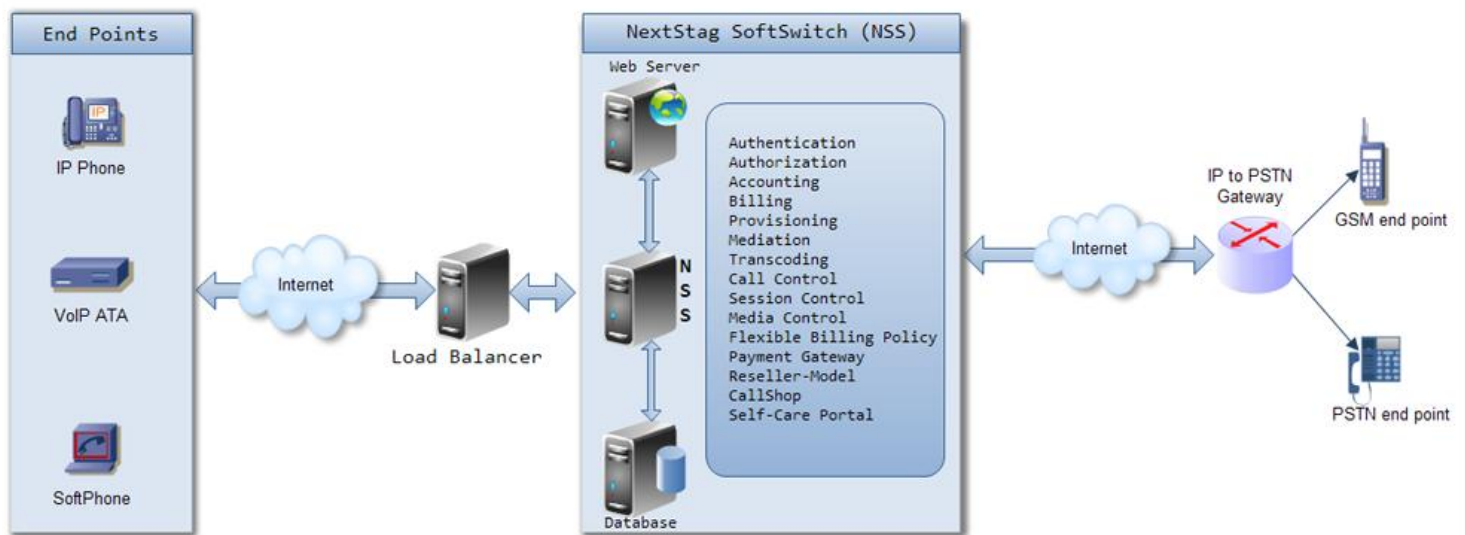 End Points
IP
IP Phone
VoIP ATA
SoftPhone
Internet
Load Balancer
NextStag SoftSwitch (NSS)
Web Server
N
S
S
Database
Authentication
Authorization
Accounting
Billing
Provisioning
Mediation
Transcoding
Call Control
Session Control
Media Control
Flexible Billing Policy
Payment Gateway
Reseller-Model
CallShop
Self-Care Portal
Internet
IP to PSTN
Gateway
GSM end point
PSTN end point